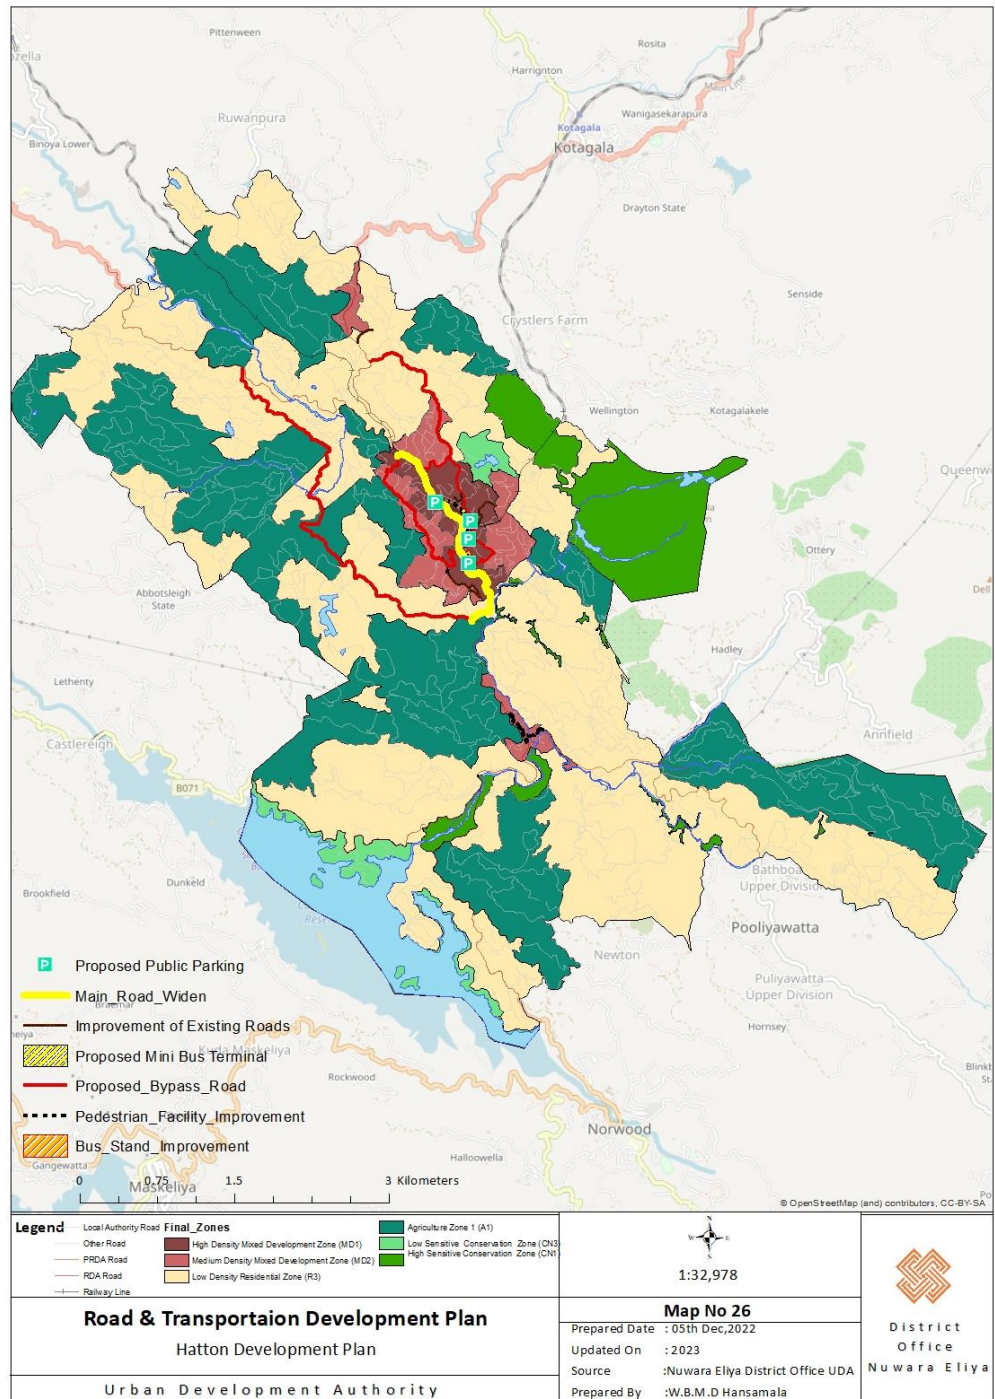 Pittenween
Rosita
ozella
Harrignton
Main Line
Ruwanpura
Wanigasekarapura
Kotagala
Kotagala
Binoya Lower
Drayton State
Senside
Crystlers Farm
Wellington
Kotagalakele
Queenw
Ottery
Abbotsleigh
State
Dell
Hadley
Lethenty
Annfield
Castlereigh
B071
Dunkeld
Brookfield
Bathboa
Upper Division
Pooliyawatta
Newton
Puliyawatta
Upper Division
Hornsey
P Proposed Public Parking
Main_Road_Widen
Braemar
Improvement of Existing Roads
Proposed Mini Bus Terminal
Kuda Maskeliya
Rockwood
Proposed_Bypass_Road
Pedestrian_Facility_Improvement
Norwood
Bus_Stand_Improvement
Halloowella
Gangewatta
Maskeliya
0 0.75 1.5 3 Kilometers
© OpenStreetMap (and) contributors, CC-BY-SA
Legend
Local Authority Road
Other Road
PRDA Road
RDA Road
Railway Line
Final_Zones
High Density Mixed Development Zone (MD1)
Medium Density Mixed Development Zone (MD2)
Low Density Residential Zone (R3)
Agriculture Zone 1 (A1)
Low Sensitive Conservation Zone (CN3)
High Sensitive Conservation Zone (CN1)
N
W E
S
1:32,978
Road & Transportaion Development Plan
Hatton Development Plan
Urban Development Authority
Map No 26
Prepared Date : 05th Dec,2022
Updated On : 2023
Source :Nuwara Eliya District Office UDA
Prepared By :W.B.M.D Hansamala
District
Office
Nuwara Eliya